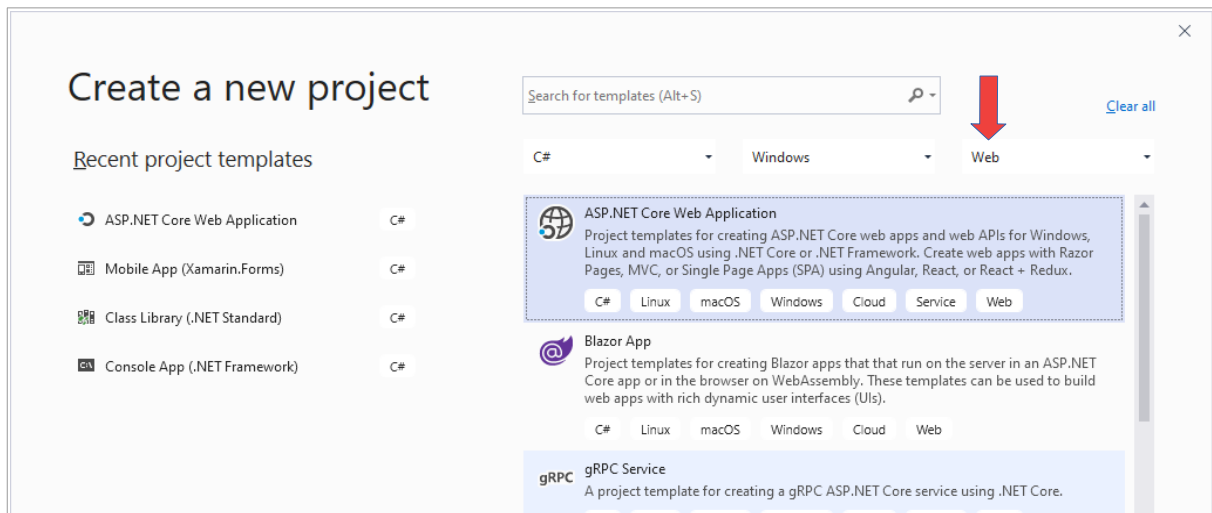 Create a new project
Search for templates (Alt+S)
Clear all
Recent project templates
C#
Windows
Web
ASP.NET Core Web Application
C#
Mobile App (Xamarin.Forms)
C#
Class Library (.NET Standard)
C#
Console App (.NET Framework)
C#
ASP.NET Core Web Application
Project templates for creating ASP.NET Core web apps and web APIs for Windows,
Linux and macOS using .NET Core or .NET Framework. Create web apps with Razor
Pages, MVC, or Single Page Apps (SPA) using Angular, React, or React + Redux.
C# Linux macOS Windows Cloud Service Web
Blazor App
Project templates for creating Blazor apps that that run on the server in an ASP.NET
Core app or in the browser on WebAssembly. These templates can be used to build
web apps with rich dynamic user interfaces (UIs).
C# Linux macOS Windows Cloud Web
gRPC
gRPC Service
A project template for creating a gRPC ASP.NET Core service using .NET Core.